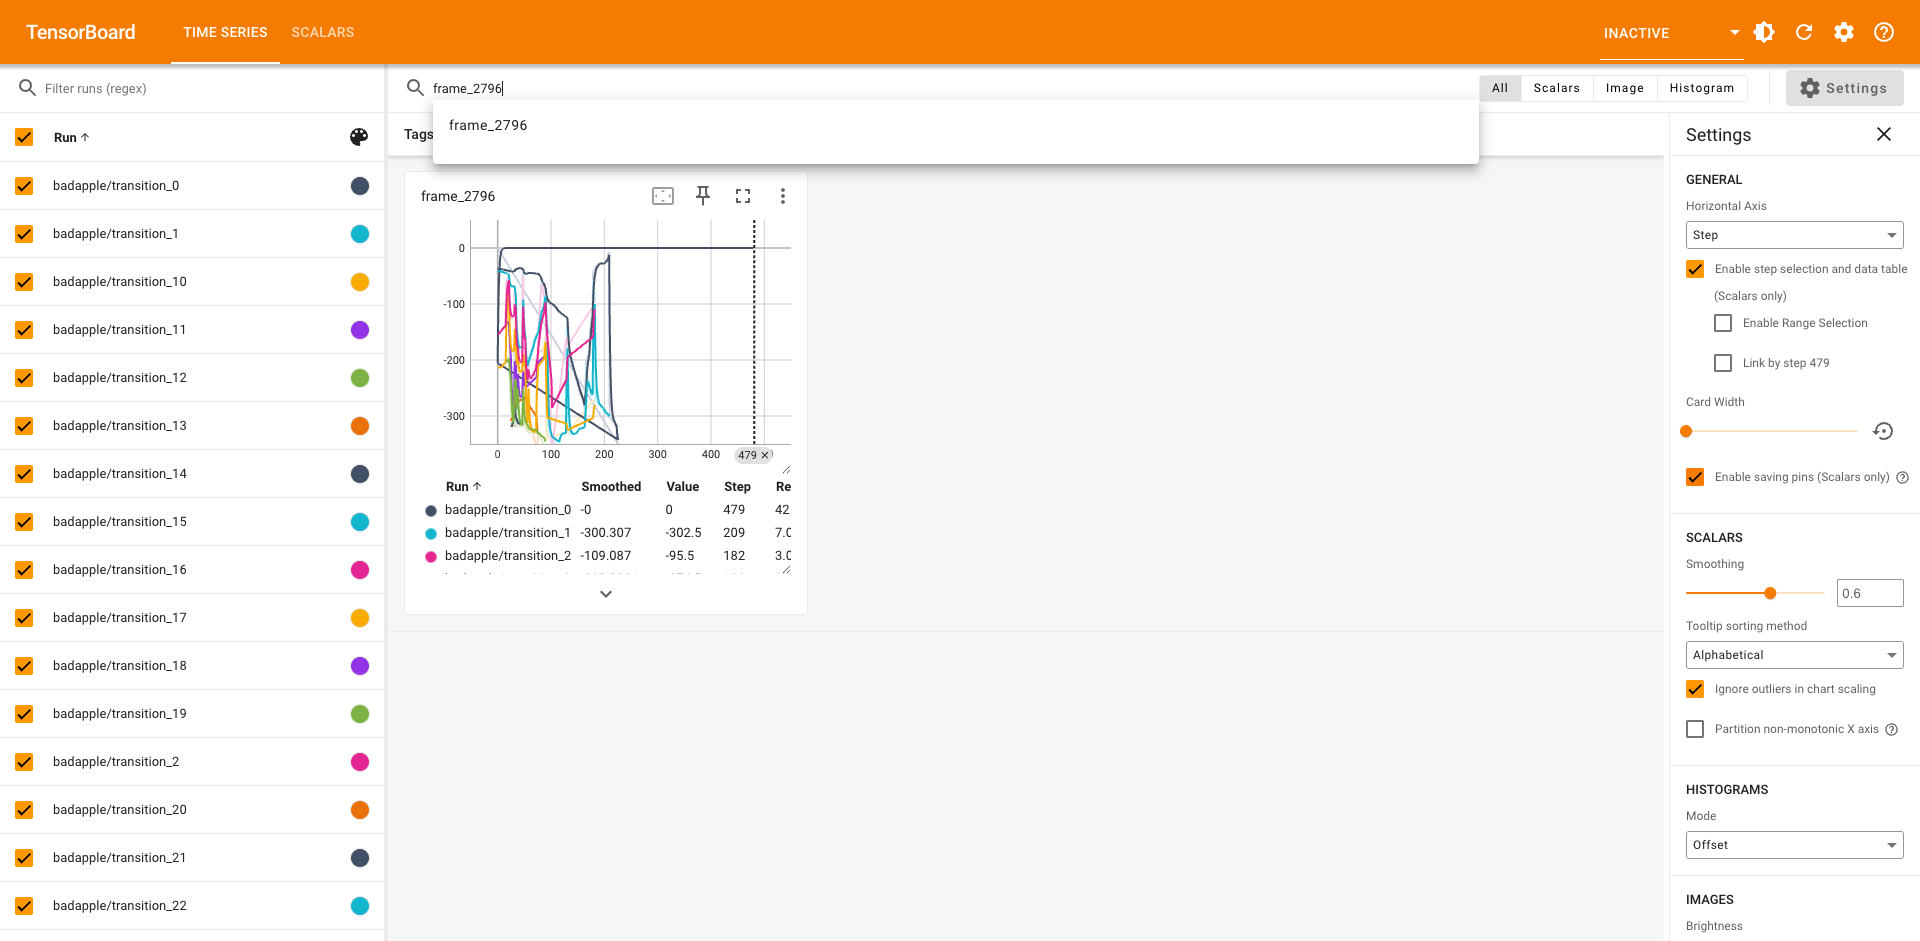 TensorBoard
TIME SERIES
SCALARS
INACTIVE
Filter runs (regex)
Run
badapple/transition_0
badapple/transition_1
badapple/transition_10
badapple/transition_11
badapple/transition_12
badapple/transition_13
badapple/transition_14
badapple/transition_15
badapple/transition_16
badapple/transition_17
badapple/transition_18
badapple/transition_19
badapple/transition_2
badapple/transition_20
badapple/transition_21
badapple/transition_22
frame_2796
frame_2796
All Scalars Image Histogram
Settings
Tags
frame_2796
0
-100
-200
-300
0 100 200 300 400 479
Run Smoothed Value Step Re
badapple/transition_0 -0 0 479 42.
badapple/transition_1 -300.307 -302.5 209 7.0
badapple/transition_2 -109.087 -95.5 182 3.0
Settings
GENERAL
Horizontal Axis
Step
Enable step selection and data table
(Scalars only)
Enable Range Selection
Link by step 479
Card Width
Enable saving pins (Scalars only)
SCALARS
Smoothing
0.6
Tooltip sorting method
Alphabetical
Ignore outliers in chart scaling
Partition non-monotonic X axis
HISTOGRAMS
Mode
Offset
IMAGES
Brightness